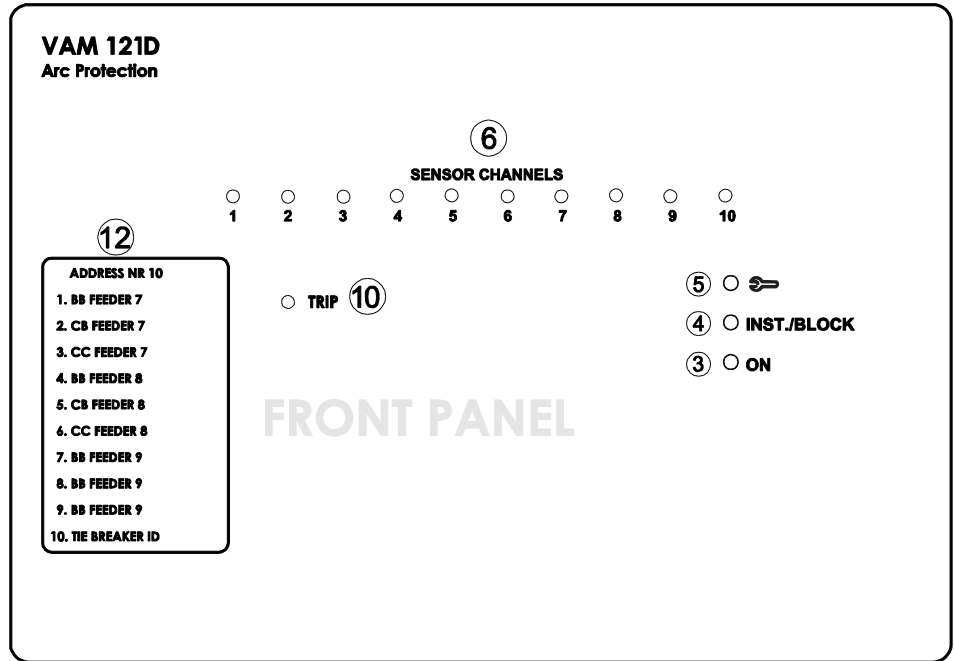 VAM 121D
Arc Protection
6
SENSOR CHANNELS
1 2 3 4 5 6 7 8 9 10
12
ADDRESS NR 10
1. BB FEEDER 7
2. CB FEEDER 7
3. CC FEEDER 7
4. BB FEEDER 8
5. CB FEEDER 8
6. CC FEEDER 8
7. BB FEEDER 9
8. BB FEEDER 9
9. BB FEEDER 9
10. TIE BREAKER ID
TRIP 10
5
4 INST./BLOCK
3 ON
FRONT PANEL